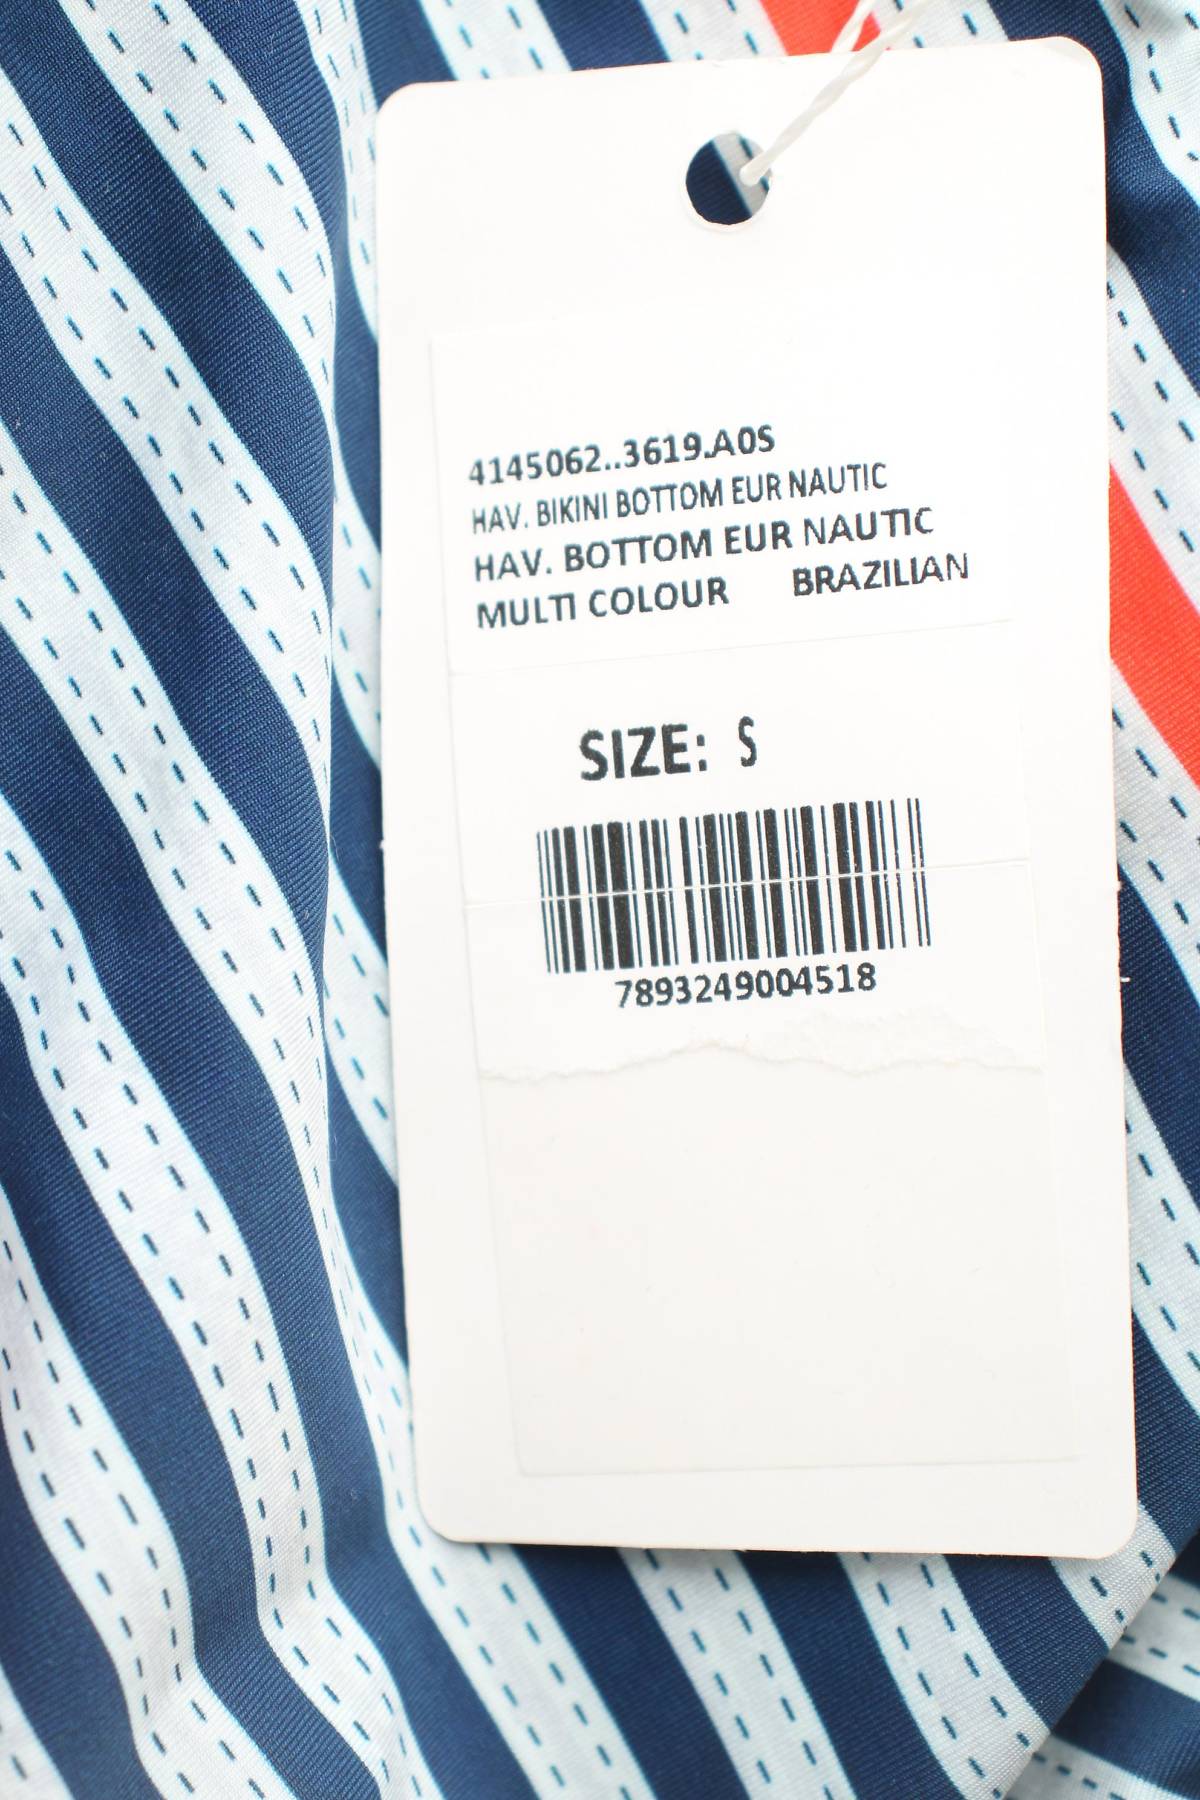 4145062..3619.A0S
HAV. BIKINI BOTTOM EUR NAUTIC
HAV. BOTTOM EUR NAUTIC
MULTI COLOUR BRAZILIAN
SIZE: S
7893249004518